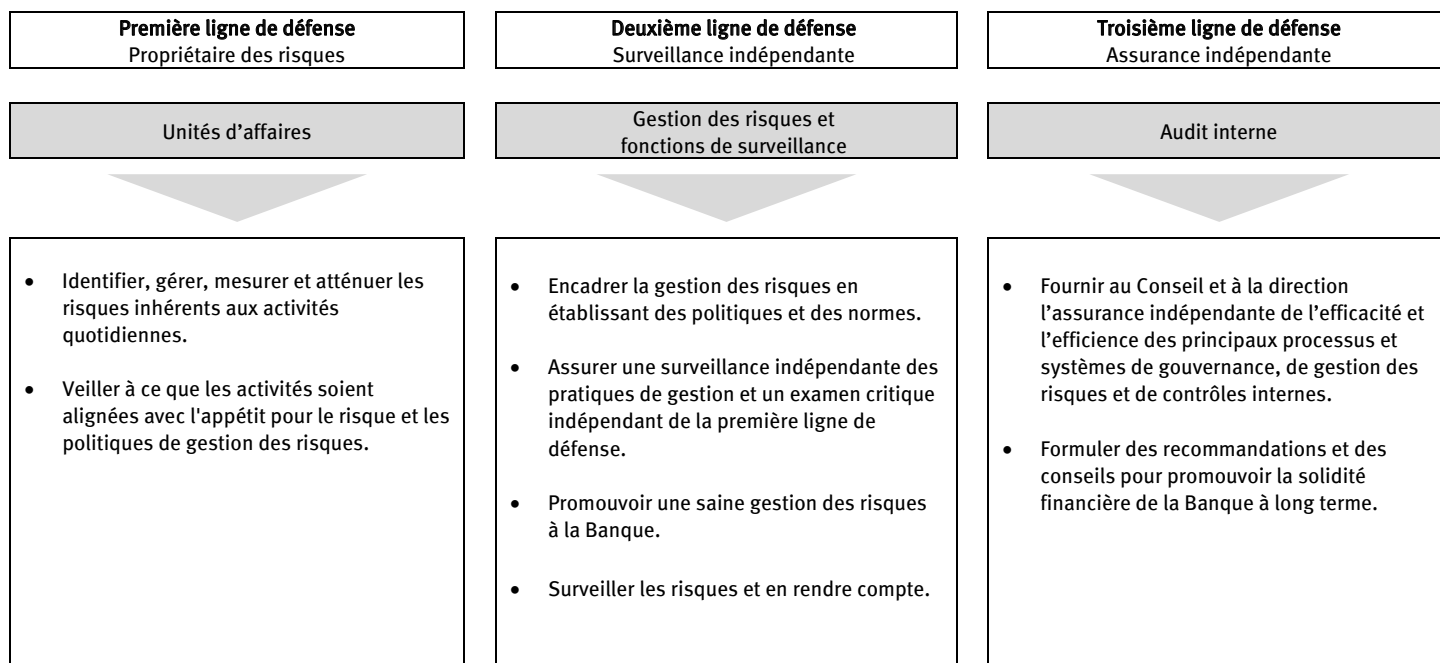 Première ligne de défense
Propriétaire des risques
Deuxième ligne de défense
Surveillance indépendante
Troisième ligne de défense
Assurance indépendante
Unités d’affaires
Gestion des risques et
fonctions de surveillance
Audit interne
• Identifier, gérer, mesurer et atténuer les
risques inhérents aux activités
quotidiennes.
• Veiller à ce que les activités soient
alignées avec l'appétit pour le risque et les
politiques de gestion des risques.
• Encadrer la gestion des risques en
établissant des politiques et des normes.
• Assurer une surveillance indépendante des
pratiques de gestion et un examen critique
indépendant de la première ligne de
défense.
• Promouvoir une saine gestion des risques
à la Banque.
• Surveiller les risques et en rendre compte.
• Fournir au Conseil et à la direction
l’assurance indépendante de l’efficacité et
l’efficience des principaux processus et
systèmes de gouvernance, de gestion des
risques et de contrôles internes.
• Formuler des recommandations et des
conseils pour promouvoir la solidité
financière de la Banque à long terme.